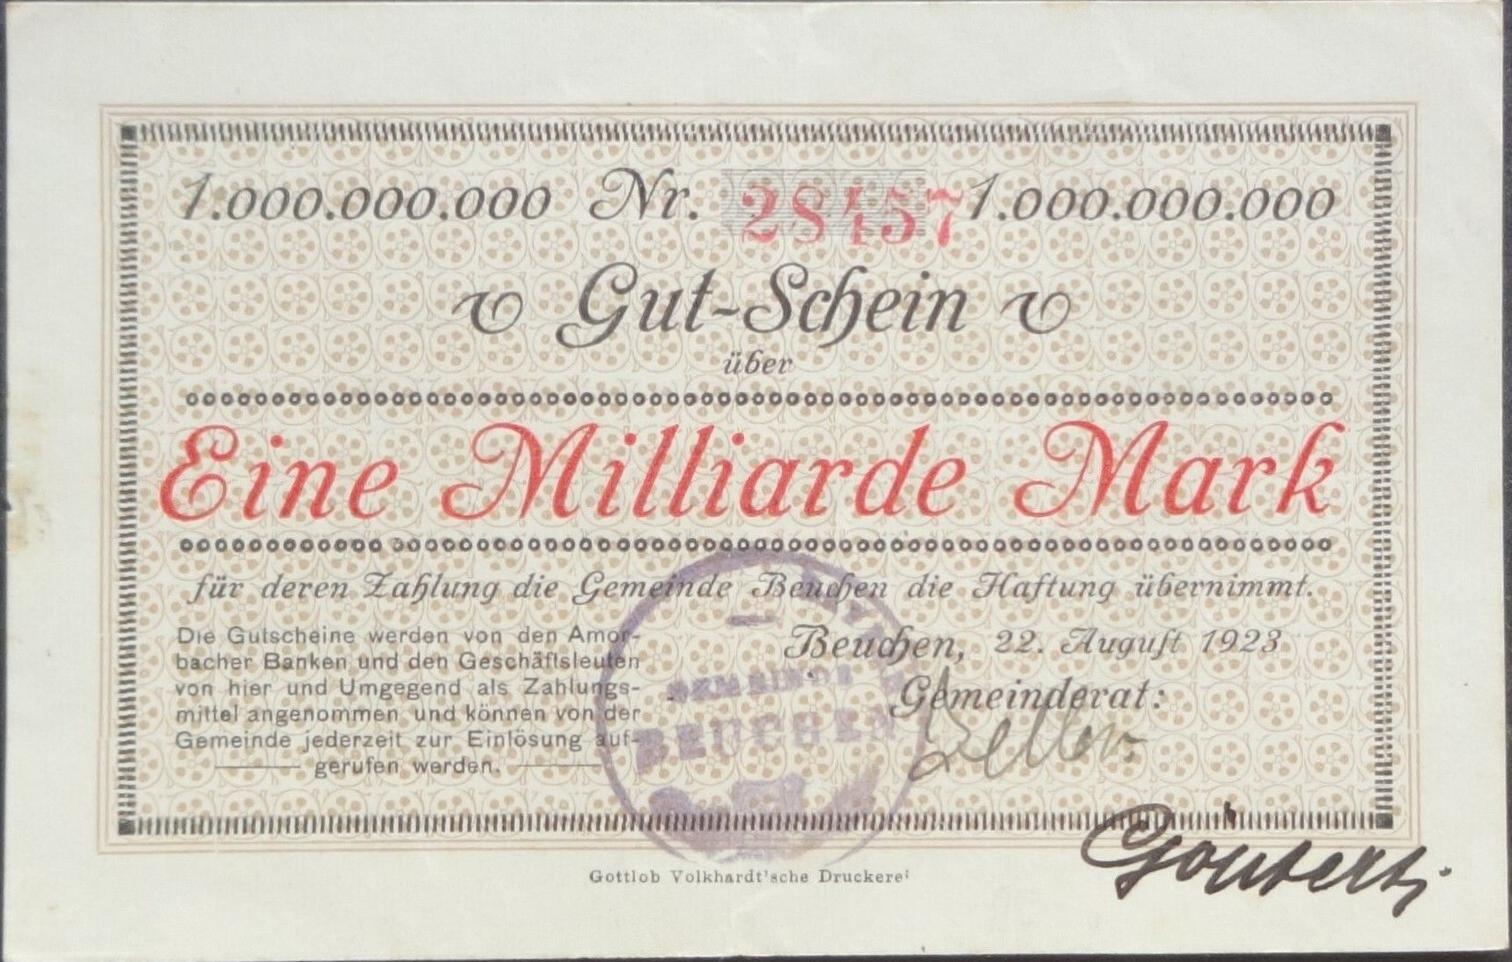 1.000.000.000 Nr. 28457 1.000.000.000
Gut-Schein
über
Eine Milliarde Mark
für deren Zahlung die Gemeinde Beuchen die Haftung übernimmt.
Die Gutscheine werden von den Amor-
bacher Banken und den Geschäftsleuten
von hier und Umgegend als Zahlungs-
mittel angenommen und können von der
Gemeinde jederzeit zur Einlösung auf-
gerufen werden.
Beuchen, 22. August 1923
Gemeinderat:
GEMEINDE
BEUCHEN
Gottlob Volkhardt'sche Druckerei